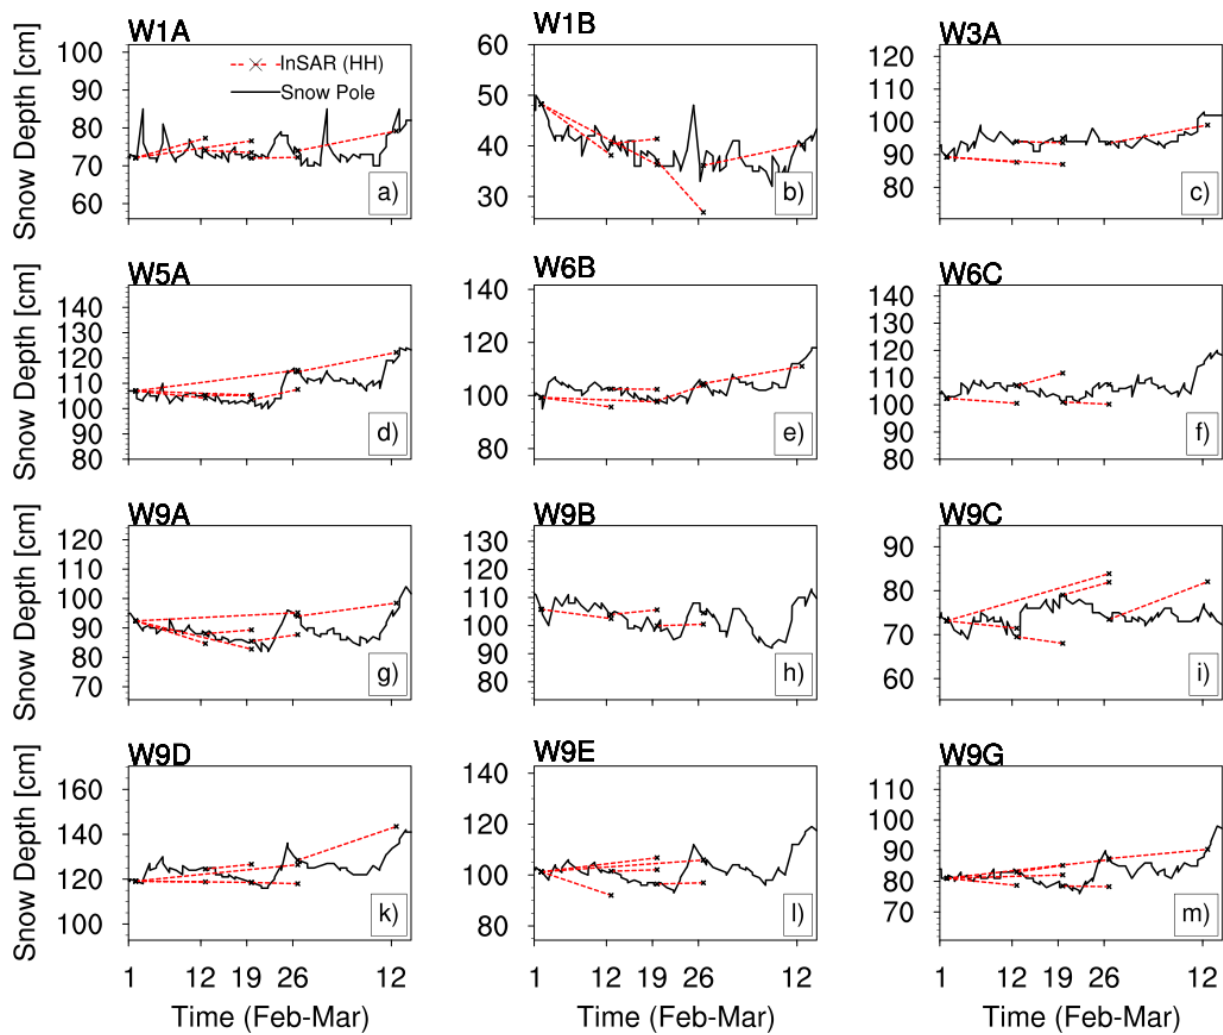 W1A
W1B
W3A
Snow Depth [cm]
100
90
80
70
60
InSAR (HH)
Snow Pole
a)
60
50
40
30
b)
120
110
100
90
80
c)
W5A
W6B
W6C
Snow Depth [cm]
140
130
120
110
100
90
80
d)
140
120
100
80
e)
140
130
120
110
100
90
80
f)
W9A
W9B
W9C
Snow Depth [cm]
120
110
100
90
80
70
g)
130
120
110
100
90
80
h)
90
80
70
60
i)
W9D
W9E
W9G
Snow Depth [cm]
160
140
120
100
k)
140
120
100
80
l)
110
100
90
80
70
m)
1 12 19 26 12
1 12 19 26 12
1 12 19 26 12
Time (Feb-Mar)
Time (Feb-Mar)
Time (Feb-Mar)